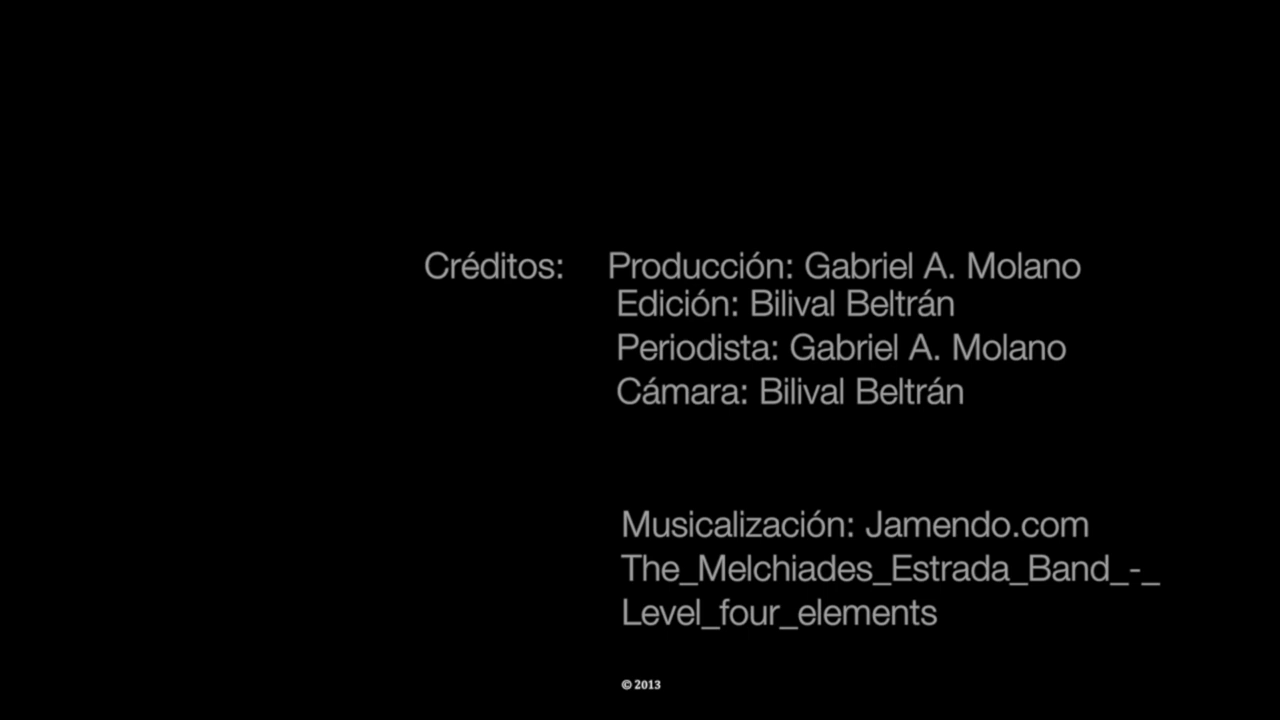 Créditos: Producción: Gabriel A. Molano
Edición: Bilival Beltrán
Periodista: Gabriel A. Molano
Cámara: Bilival Beltrán
Musicalización: Jamendo.com
The_Melchiades_Estrada_Band_-_
Level_four_elements
© 2013